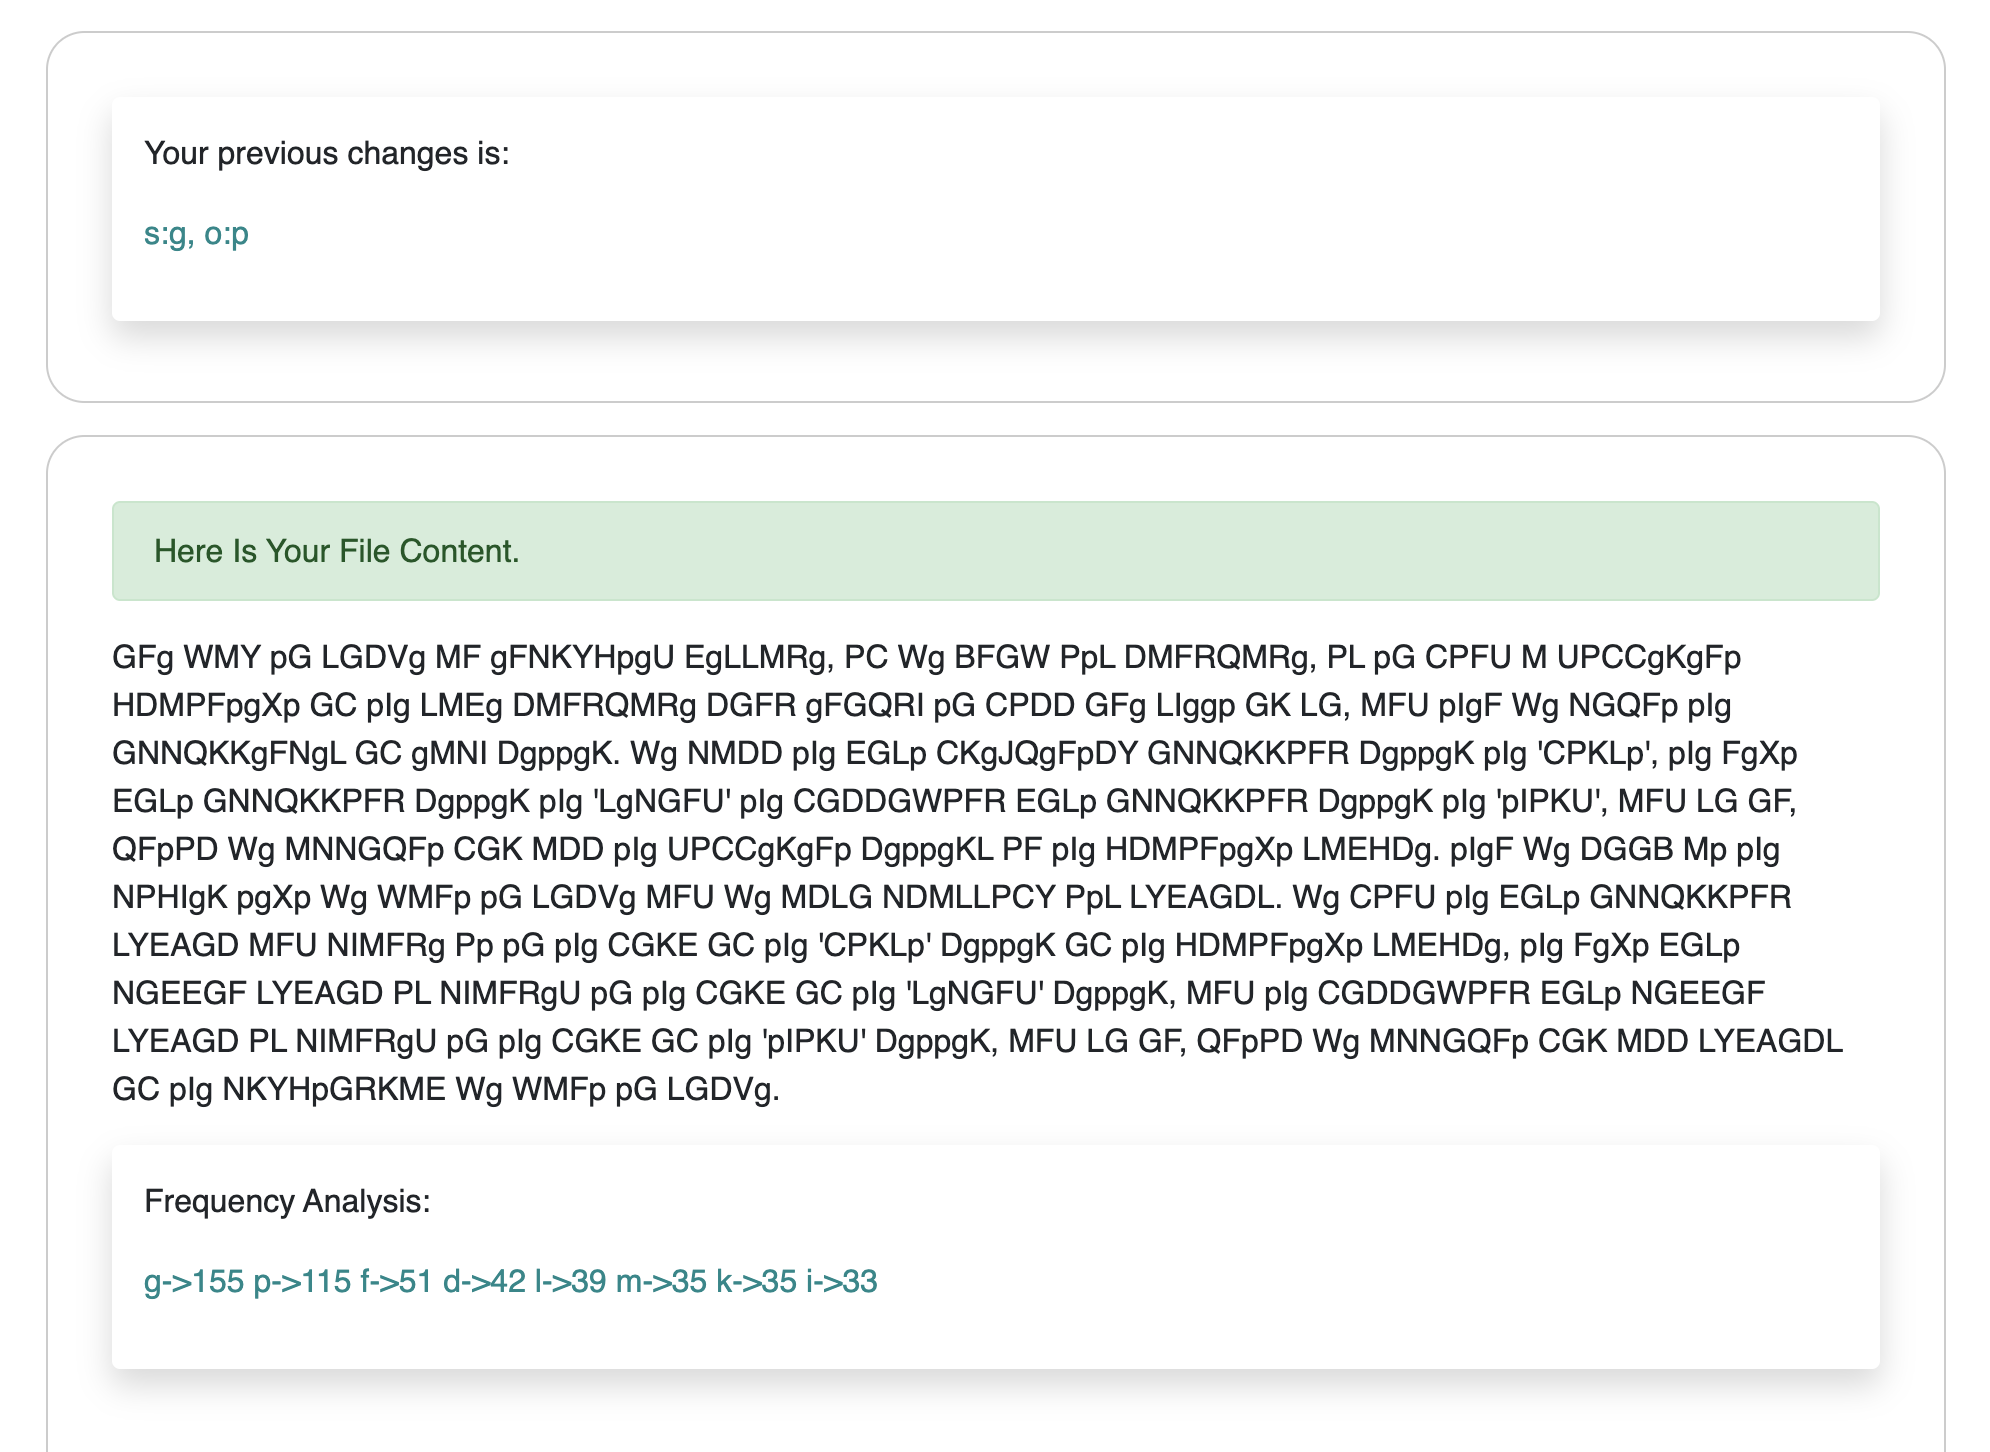 Your previous changes is:
s:g, o:p
Here Is Your File Content.
GFg WMY pG LGDVg MF gFNKYHpgU EgLLMRg, PC Wg BFGW PpL DMFRQMRg, PL pG CPFU M UPCCgKgFp
HDMPFpgXp GC pIg LMEg DMFRQMRg DGFR gFGQRI pG CPDD GFg LIggp GK LG, MFU pIgF Wg NGQFp pIg
GNNQKKgFNgL GC gMNI DgppgK. Wg NMDD pIg EGLp CKgJQgFpDY GNNQKKPFR DgppgK pIg 'CPKLp', pIg FgXp
EGLp GNNQKKPFR DgppgK pIg 'LgNGFU' pIg CGDDGWPFR EGLp GNNQKKPFR DgppgK pIg 'pIPKU', MFU LG GF,
QFpPD Wg MNNGQFp CGK MDD pIg UPCCgKgFp DgppgKL PF pIg HDMPFpgXp LMEHDg. pIgF Wg DGGB Mp pIg
NPHIgK pgXp Wg WMFp pG LGDVg MFU Wg MDLG NDMLLPCY PpL LYEAGDL. Wg CPFU pIg EGLp GNNQKKPFR
LYEAGD MFU NIMFRg Pp pG pIg CGKE GC pIg 'CPKLp' DgppgK GC pIg HDMPFpgXp LMEHDg, pIg FgXp EGLp
NGEEGF LYEAGD PL NIMFRgU pG pIg CGKE GC pIg 'LgNGFU' DgppgK, MFU pIg CGDDGWPFR EGLp NGEEGF
LYEAGD PL NIMFRgU pG pIg CGKE GC pIg 'pIPKU' DgppgK, MFU LG GF, QFpPD Wg MNNGQFp CGK MDD LYEAGDL
GC pIg NKYHpGRKME Wg WMFp pG LGDVg.
Frequency Analysis:
g->155 p->115 f->51 d->42 l->39 m->35 k->35 i->33